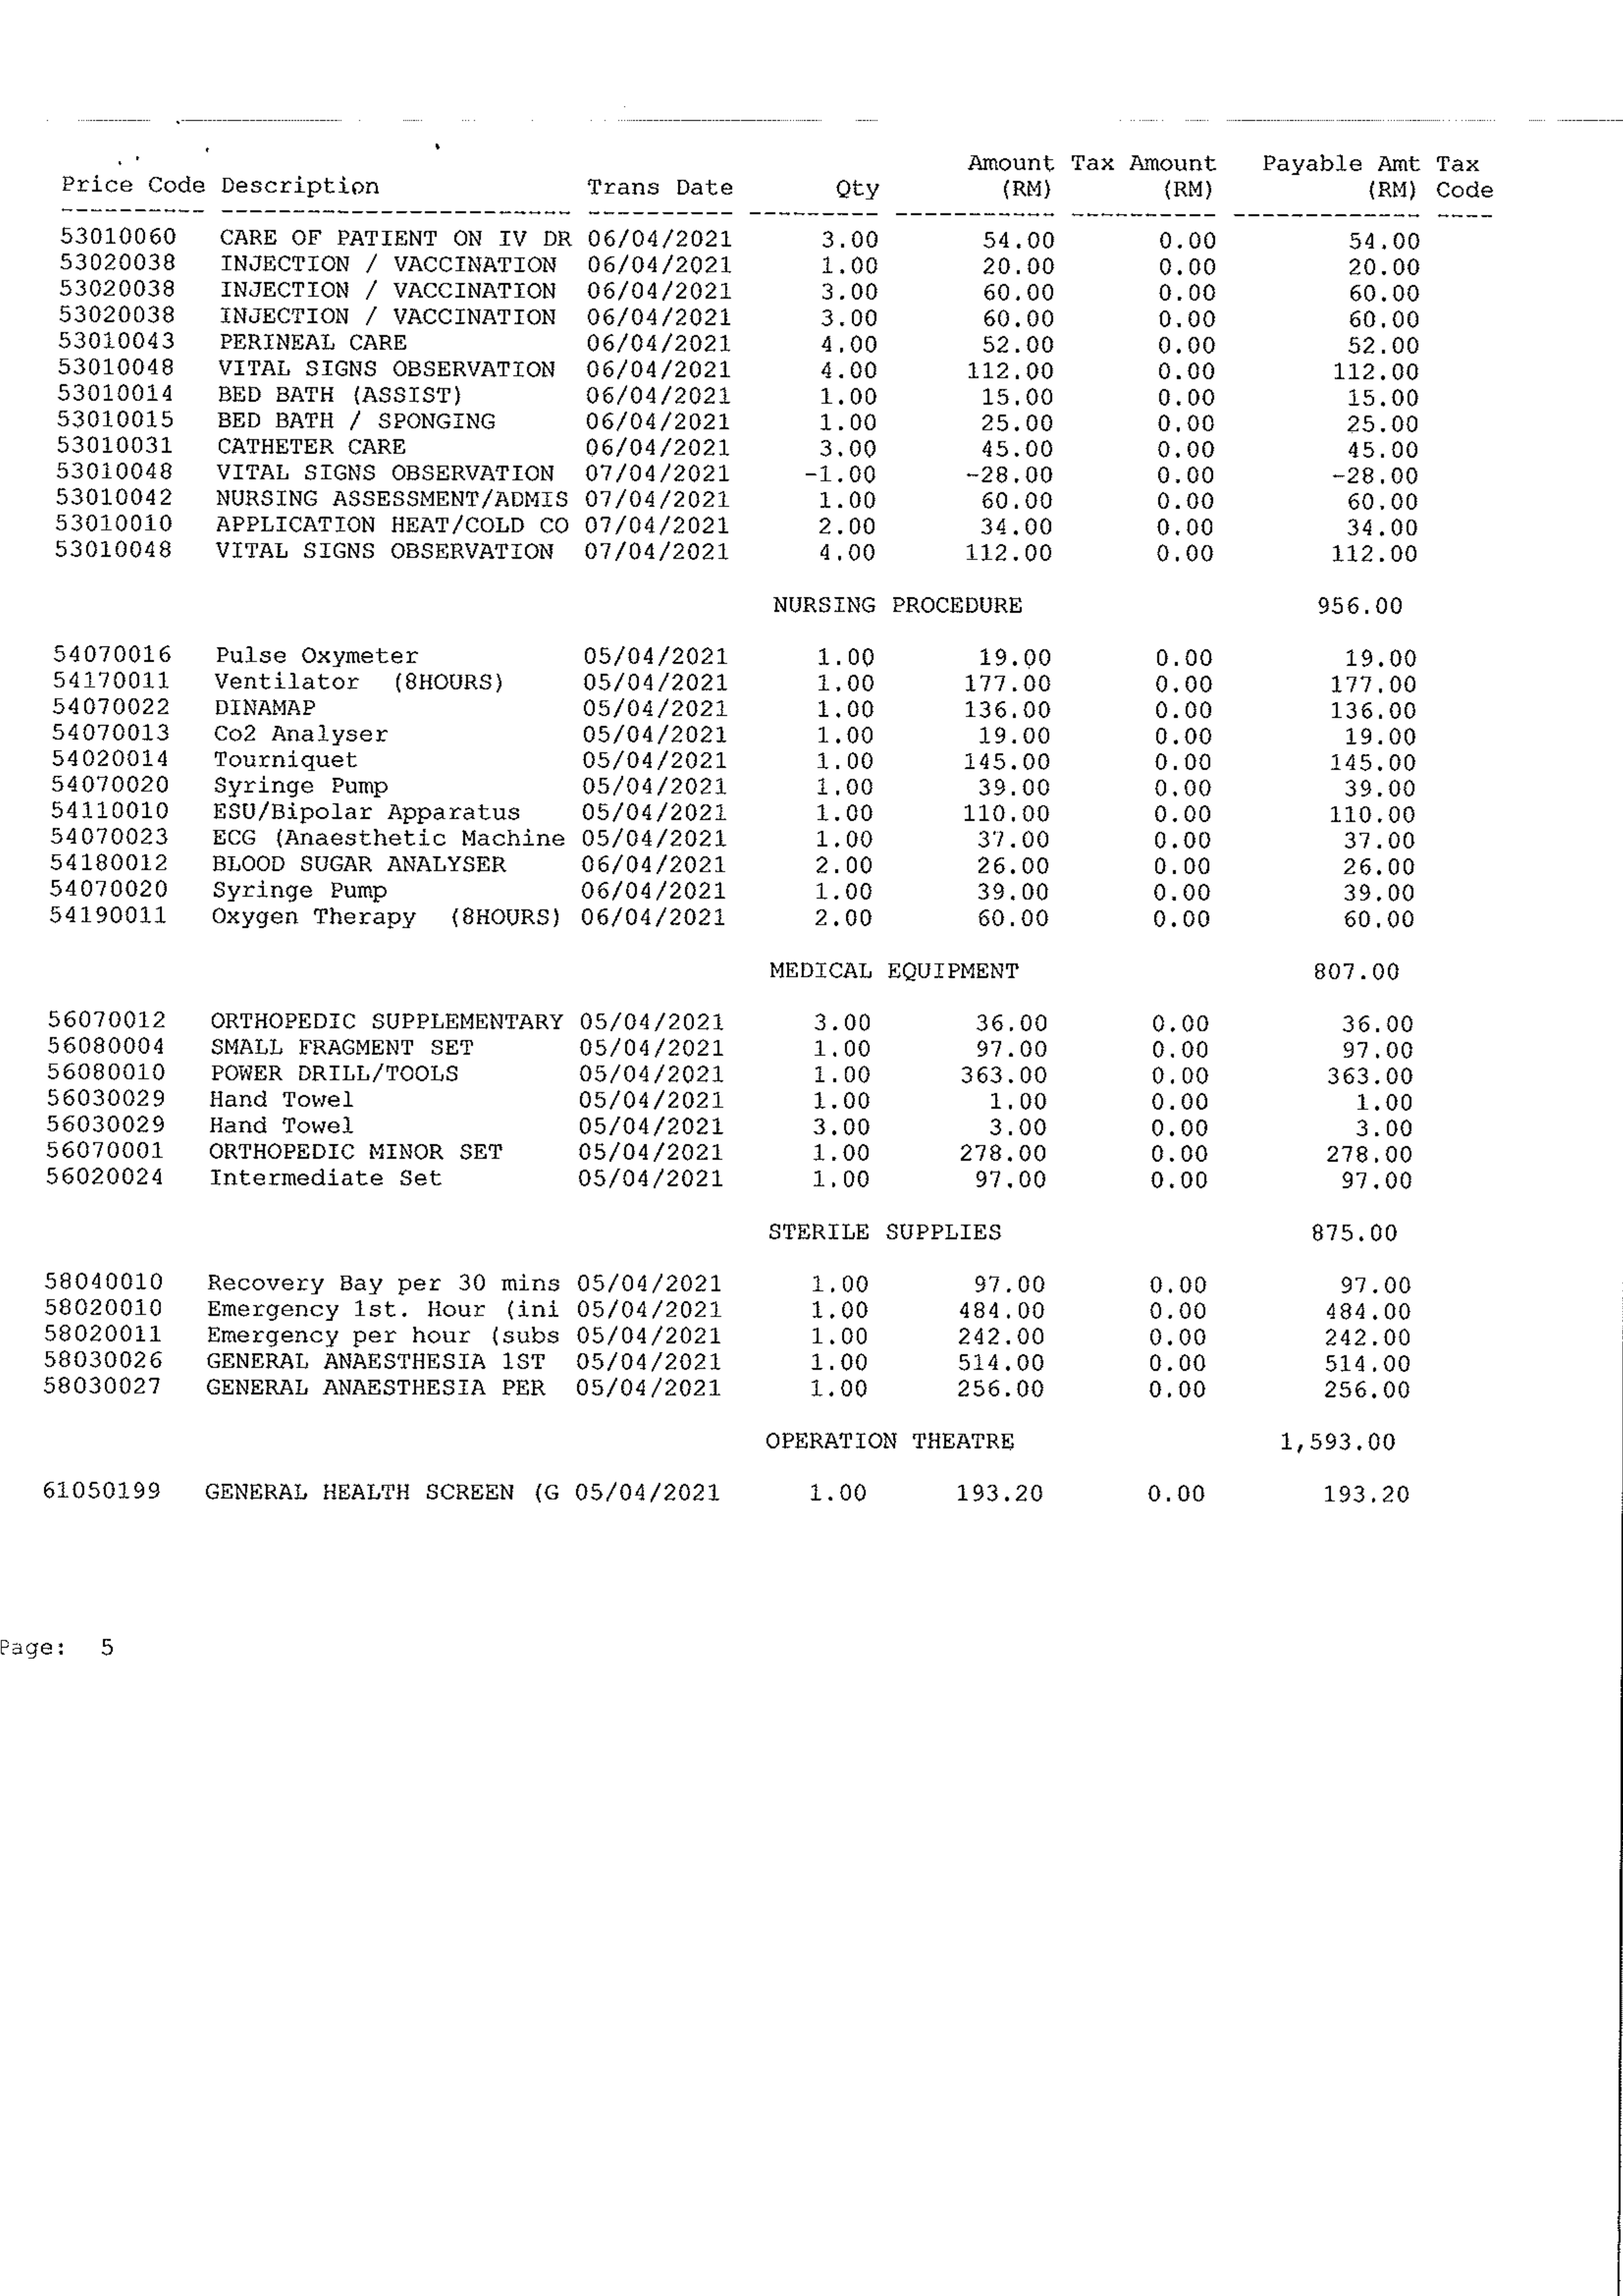 Amount Tax Amount Payable Amt Tax
Price Code Description Trans Date Qty (RM) (RM) (RM) Code
53010060 CARE OF PATIENT ON IV DR 06/04/2021 3.00 54.00 0.00 54.00
53020038 INJECTION / VACCINATION 06/04/2021 1.00 20.00 0.00 20.00
53020038 INJECTION / VACCINATION 06/04/2021 3.00 60.00 0.00 60.00
53020038 INJECTION / VACCINATION 06/04/2021 3.00 60.00 0.00 60.00
53010043 PERINEAL CARE 06/04/2021 4.00 52.00 0.00 52.00
53010048 VITAL SIGNS OBSERVATION 06/04/2021 4.00 112.00 0.00 112.00
53010014 BED BATH (ASSIST) 06/04/2021 1.00 15.00 0.00 15.00
53010015 BED BATH / SPONGING 06/04/2021 1.00 25.00 0.00 25.00
53010031 CATHETER CARE 06/04/2021 3.00 45.00 0.00 45.00
53010048 VITAL SIGNS OBSERVATION 07/04/2021 -1.00 -28.00 0.00 -28.00
53010042 NURSING ASSESSMENT/ADMIS 07/04/2021 1.00 60.00 0.00 60.00
53010010 APPLICATION HEAT/COLD CO 07/04/2021 2.00 34.00 0.00 34.00
53010048 VITAL SIGNS OBSERVATION 07/04/2021 4.00 112.00 0.00 112.00
NURSING PROCEDURE 956.00
54070016 Pulse Oxymeter 05/04/2021 1.00 19.00 0.00 19.00
54170011 Ventilator (8HOURS) 05/04/2021 1.00 177.00 0.00 177.00
54070022 DINAMAP 05/04/2021 1.00 136.00 0.00 136.00
54070013 Co2 Analyser 05/04/2021 1.00 19.00 0.00 19.00
54020014 Tourniquet 05/04/2021 1.00 145.00 0.00 145.00
54070020 Syringe Pump 05/04/2021 1.00 39.00 0.00 39.00
54110010 ESU/Bipolar Apparatus 05/04/2021 1.00 110.00 0.00 110.00
54070023 ECG (Anaesthetic Machine 05/04/2021 1.00 37.00 0.00 37.00
54180012 BLOOD SUGAR ANALYSER 06/04/2021 2.00 26.00 0.00 26.00
54070020 Syringe Pump 06/04/2021 1.00 39.00 0.00 39.00
54190011 Oxygen Therapy (8HOURS) 06/04/2021 2.00 60.00 0.00 60.00
MEDICAL EQUIPMENT 807.00
56070012 ORTHOPEDIC SUPPLEMENTARY 05/04/2021 3.00 36.00 0.00 36.00
56080004 SMALL FRAGMENT SET 05/04/2021 1.00 97.00 0.00 97.00
56080010 POWER DRILL/TOOLS 05/04/2021 1.00 363.00 0.00 363.00
56030029 Hand Towel 05/04/2021 1.00 1.00 0.00 1.00
56030029 Hand Towel 05/04/2021 3.00 3.00 0.00 3.00
56070001 ORTHOPEDIC MINOR SET 05/04/2021 1.00 278.00 0.00 278.00
56020024 Intermediate Set 05/04/2021 1.00 97.00 0.00 97.00
STERILE SUPPLIES 875.00
58040010 Recovery Bay per 30 mins 05/04/2021 1.00 97.00 0.00 97.00
58020010 Emergency 1st. Hour (ini 05/04/2021 1.00 484.00 0.00 484.00
58020011 Emergency per hour (subs 05/04/2021 1.00 242.00 0.00 242.00
58030026 GENERAL ANAESTHESIA 1ST 05/04/2021 1.00 514.00 0.00 514.00
58030027 GENERAL ANAESTHESIA PER 05/04/2021 1.00 256.00 0.00 256.00
OPERATION THEATRE 1,593.00
61050199 GENERAL HEALTH SCREEN (G 05/04/2021 1.00 193.20 0.00 193.20
Page: 5